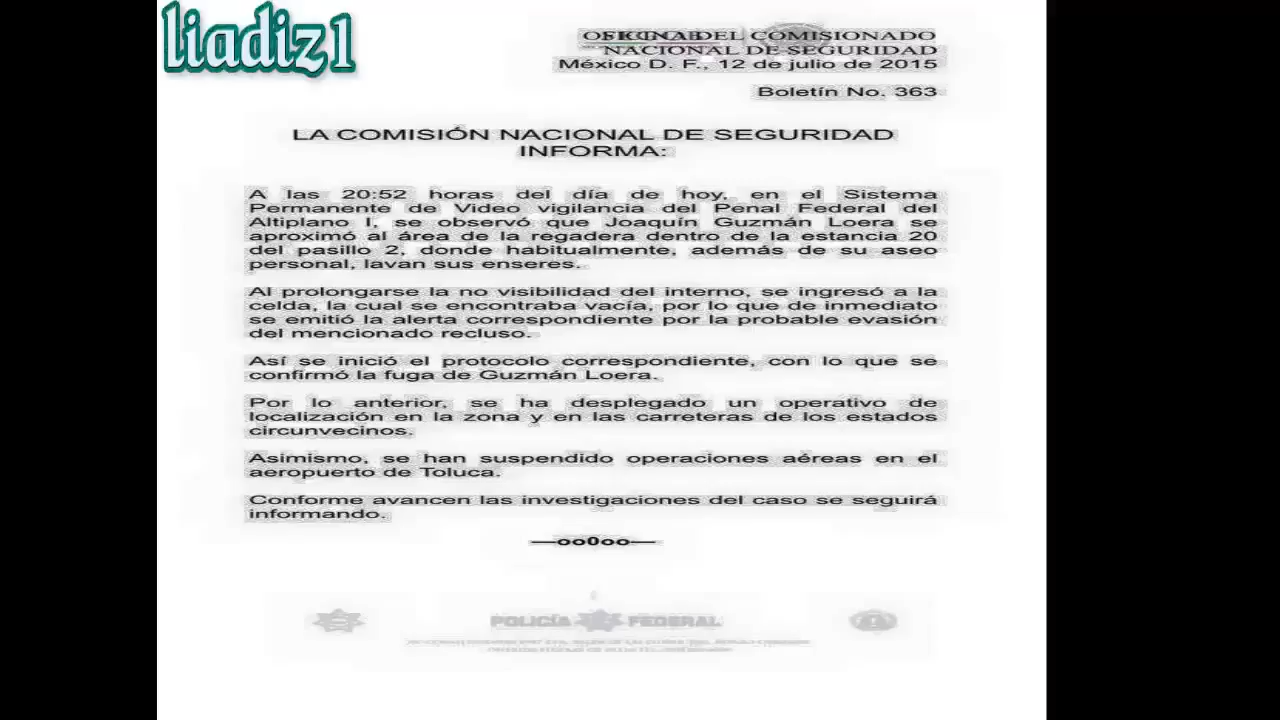 liadiz1
OFICINA DEL COMISIONADO
NACIONAL DE SEGURIDAD
México D. F., 12 de julio de 2015
Boletín No. 363
LA COMISIÓN NACIONAL DE SEGURIDAD
INFORMA:
A las 20:52 horas del día de hoy, en el Sistema
Permanente de Video vigilancia del Penal Federal del
Altiplano I, se observó que Joaquín Guzmán Loera se
aproximó al área de la regadera dentro de la estancia 20
del pasillo 2, donde habitualmente, además de su aseo
personal, lavan sus enseres.
Al prolongarse la no visibilidad del interno, se ingresó a la
celda, la cual se encontraba vacía, por lo que de inmediato
se emitió la alerta correspondiente por la probable evasión
del mencionado recluso.
Así se inició el protocolo correspondiente, con lo que se
confirmó la fuga de Guzmán Loera.
Por lo anterior, se ha desplegado un operativo de
localización en la zona y en las carreteras de los estados
circunvecinos.
Asimismo, se han suspendido operaciones aéreas en el
aeropuerto de Toluca.
Conforme avancen las investigaciones del caso se seguirá
informando.
—oo0oo—
POLICÍA FEDERAL